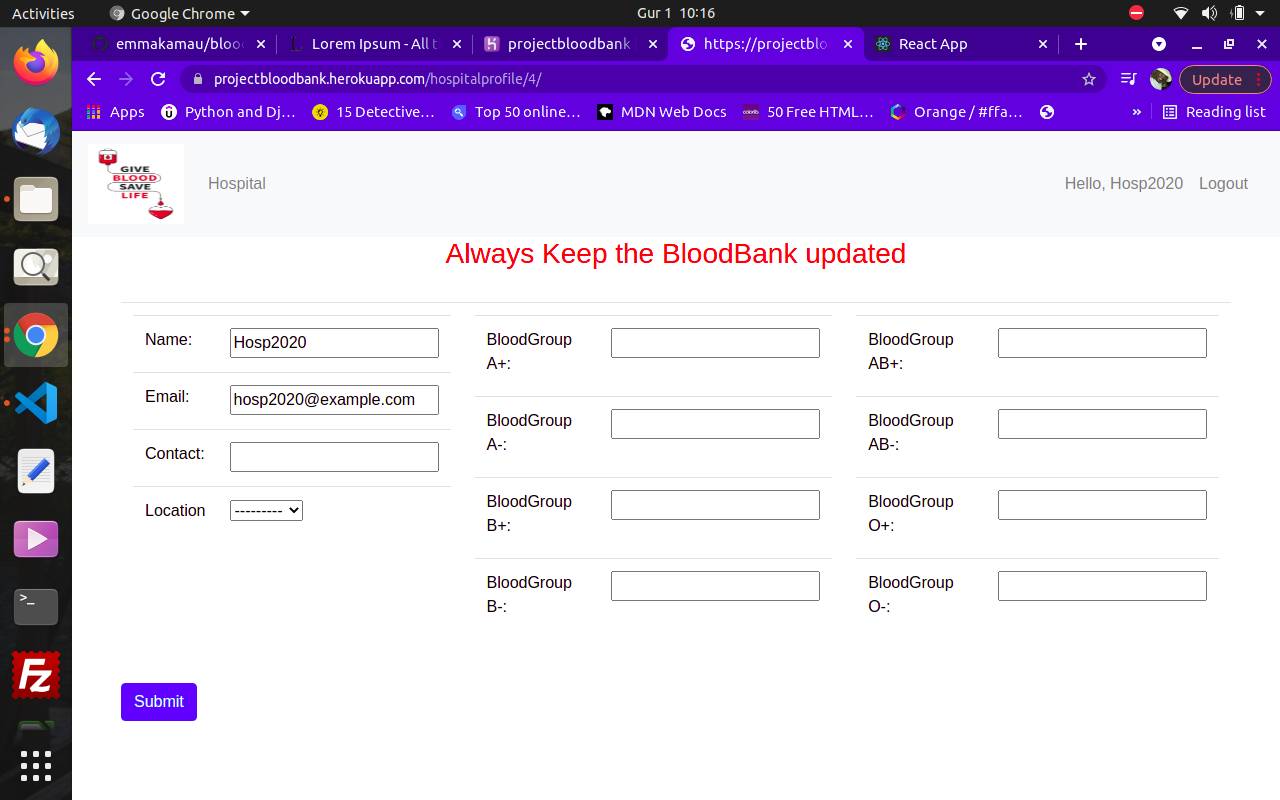 Activities Google Chrome Gur 1 10:16
emmakamau/bloo Lorem Ipsum - All t projectbloodbank https://projectblo React App
projectbloodbank.herokuapp.com/hospitalprofile/4/ Update
Apps Python and Dj… 15 Detective… Top 50 online… MDN Web Docs 50 Free HTML… Orange / #ffa… » Reading list
GIVE
BLOOD
SAVE
LIFE
Hospital Hello, Hosp2020 Logout
Always Keep the BloodBank updated
Name: Hosp2020
Email: hosp2020@example.com
Contact:
Location ---------
BloodGroup
A+:
BloodGroup
A-:
BloodGroup
B+:
BloodGroup
B-:
BloodGroup
AB+:
BloodGroup
AB-:
BloodGroup
O+:
BloodGroup
O-:
Submit